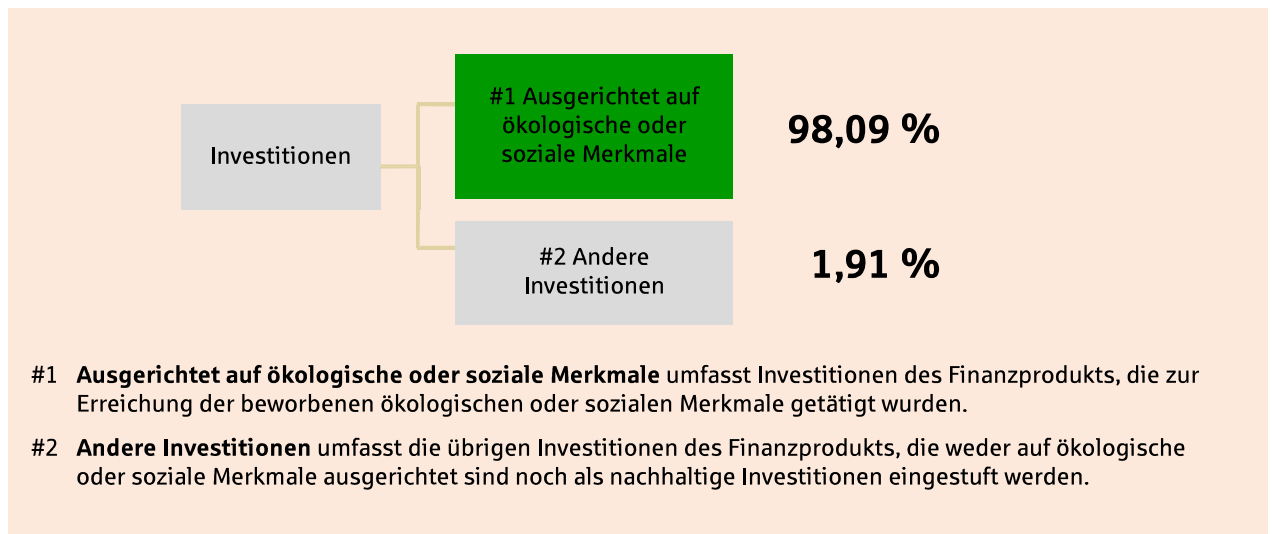 Investitionen
#1 Ausgerichtet auf
ökologische oder
soziale Merkmale
98,09 %
#2 Andere
Investitionen
1,91 %
#1 Ausgerichtet auf ökologische oder soziale Merkmale umfasst Investitionen des Finanzprodukts, die zur
Erreichung der beworbenen ökologischen oder sozialen Merkmale getätigt wurden.
#2 Andere Investitionen umfasst die übrigen Investitionen des Finanzprodukts, die weder auf ökologische
oder soziale Merkmale ausgerichtet sind noch als nachhaltige Investitionen eingestuft werden.